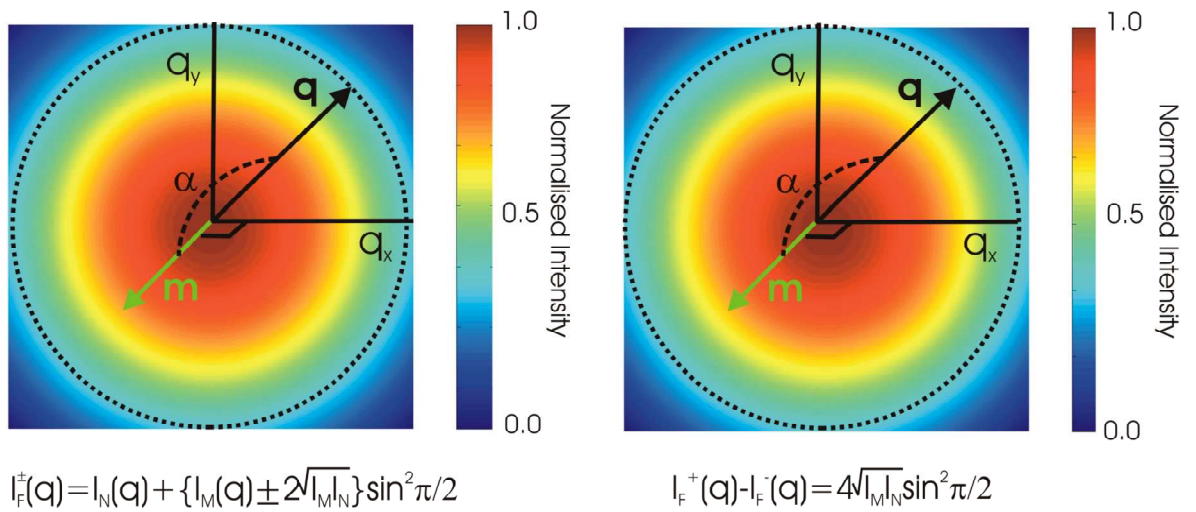 1.0
q_y
q
α
0.5
q_x
m
0.0
Normalised Intensity
I_F^±(q)=I_N(q)+{I_M(q)±2√I_M I_N}sin²π/2
1.0
q_y
q
α
0.5
q_x
m
0.0
Normalised Intensity
I_F^+(q)-I_F^-(q)=4√I_M I_N sin²π/2